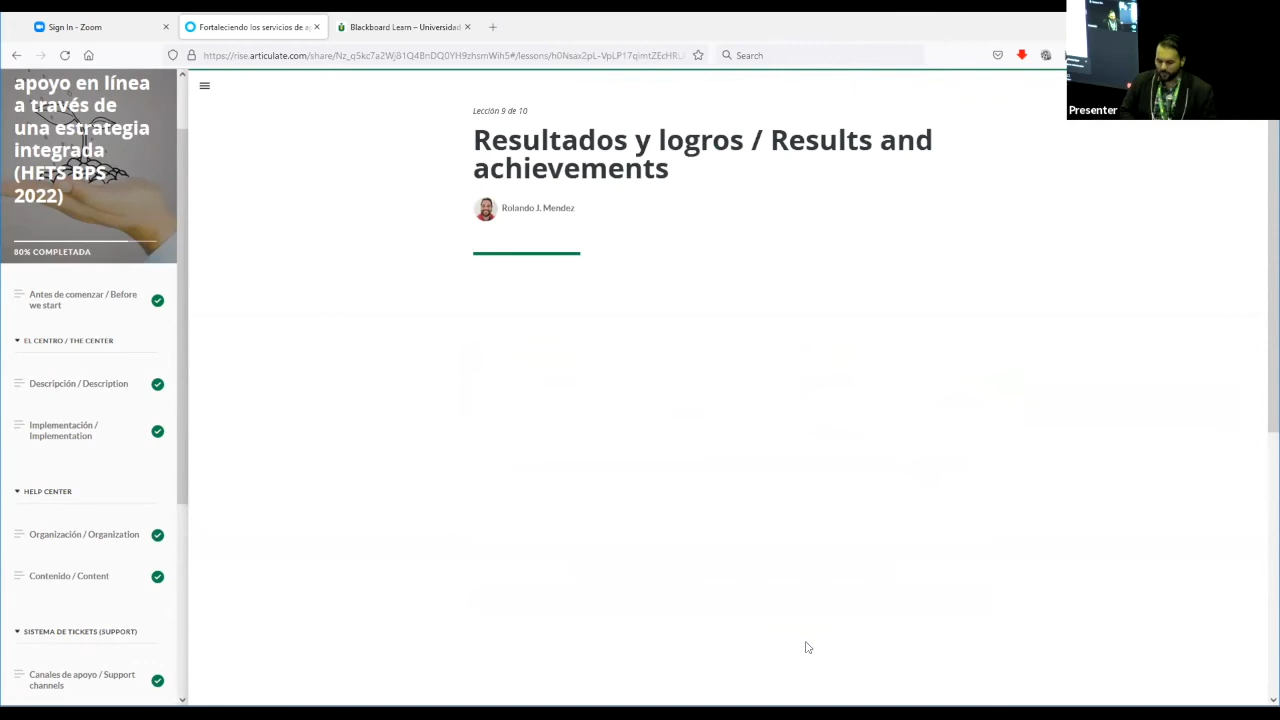 Sign In - Zoom
Fortaleciendo los servicios de a
Blackboard Learn – Universidad
Search
Presenter
apoyo en línea
a través de
una estrategia
integrada
(HETS BPS
2022)
80% COMPLETADA
Antes de comenzar / Before
we start
EL CENTRO / THE CENTER
Descripción / Description
Implementación /
Implementation
HELP CENTER
Organización / Organization
Contenido / Content
SISTEMA DE TICKETS (SUPPORT)
Canales de apoyo / Support
channels
Lección 9 de 10
Resultados y logros / Results and
achievements
Rolando J. Mendez